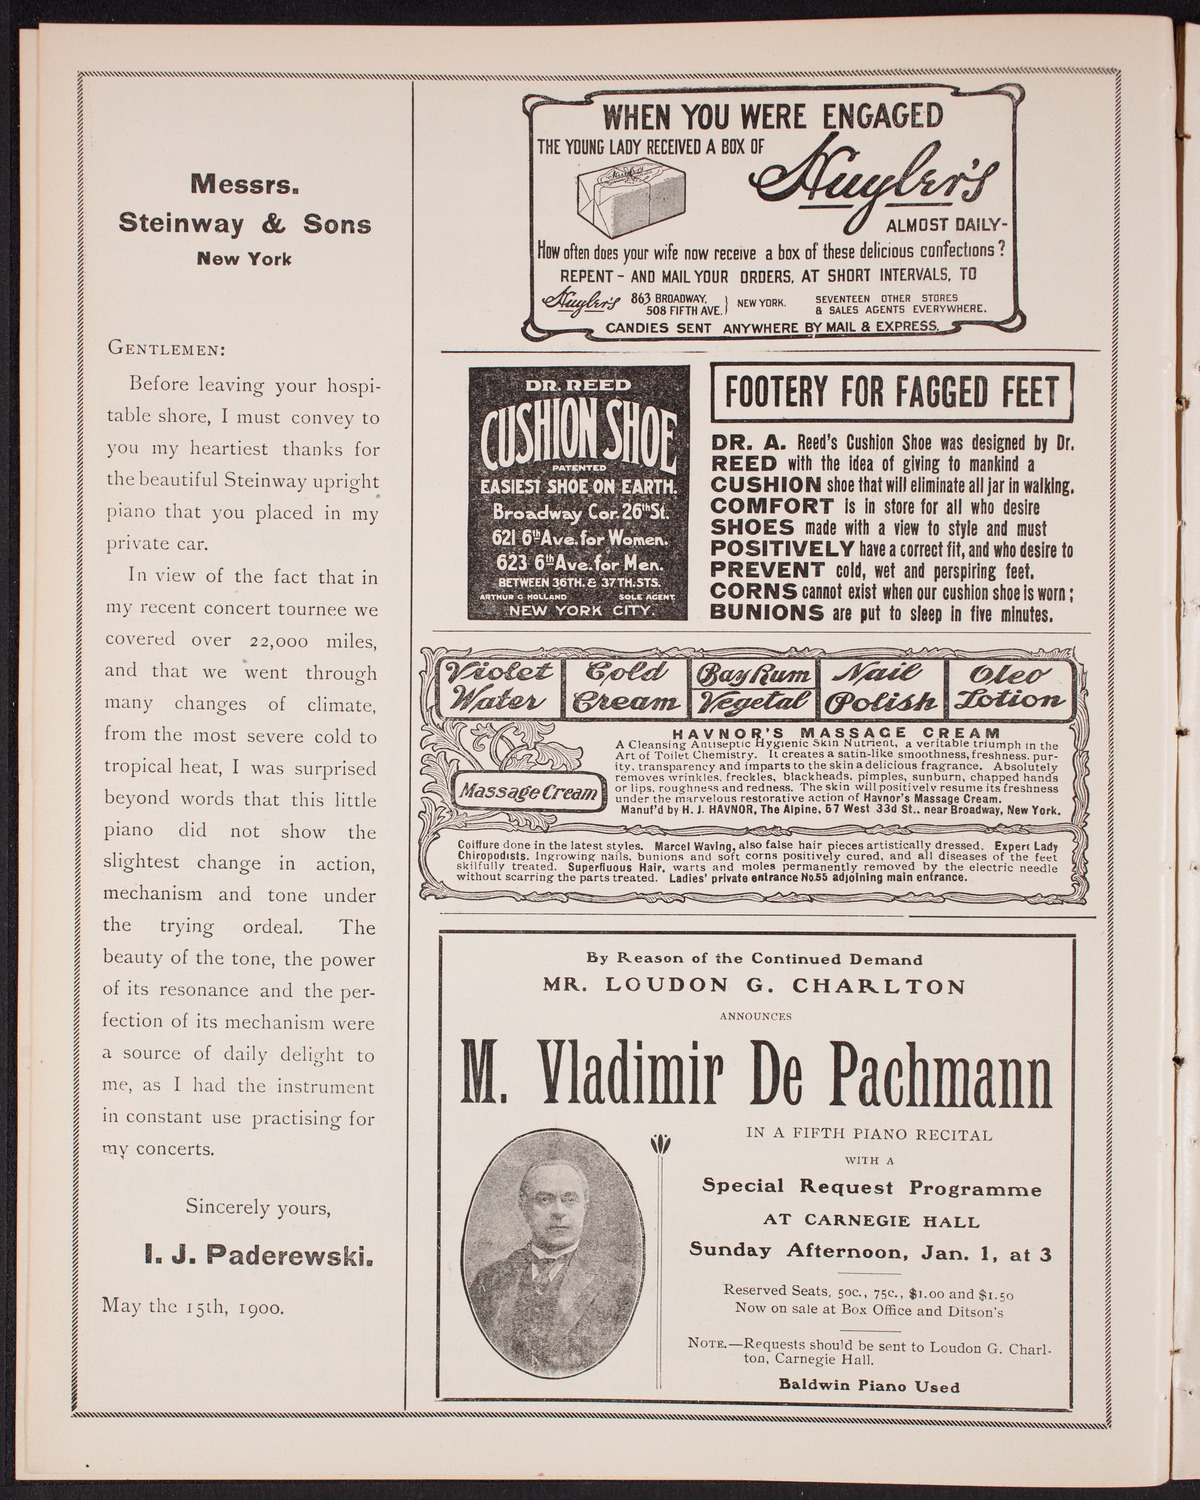 Messrs.
Steinway & Sons
New York
GENTLEMEN:
Before leaving your hospi-
table shore, I must convey to
you my heartiest thanks for
the beautiful Steinway upright
piano that you placed in my
private car.
In view of the fact that in
my recent concert tournee we
covered over 22,000 miles,
and that we went through
many changes of climate,
from the most severe cold to
tropical heat, I was surprised
beyond words that this little
piano did not show the
slightest change in action,
mechanism and tone under
the trying ordeal. The
beauty of the tone, the power
of its resonance and the per-
fection of its mechanism were
a source of daily delight to
me, as I had the instrument
in constant use practising for
my concerts.
Sincerely yours,
I. J. Paderewski.
May the 15th, 1900.
WHEN YOU WERE ENGAGED
THE YOUNG LADY RECEIVED A BOX OF
Huyler's
ALMOST DAILY-
How often does your wife now receive a box of these delicious confections?
REPENT - AND MAIL YOUR ORDERS, AT SHORT INTERVALS, TO
Huyler's 863 BROADWAY, 508 FIFTH AVE. } NEW YORK. SEVENTEEN OTHER STORES & SALES AGENTS EVERYWHERE.
CANDIES SENT ANYWHERE BY MAIL & EXPRESS.
DR. REED
CUSHION SHOE
PATENTED
EASIEST SHOE ON EARTH.
Broadway Cor. 26th St.
621 6th Ave. for Women.
623 6th Ave. for Men.
BETWEEN 36TH. & 37TH. STS.
ARTHUR G HOLLAND SOLE AGENT.
NEW YORK CITY.
FOOTERY FOR FAGGED FEET
DR. A. Reed's Cushion Shoe was designed by Dr.
REED with the idea of giving to mankind a
CUSHION shoe that will eliminate all jar in walking.
COMFORT is in store for all who desire
SHOES made with a view to style and must
POSITIVELY have a correct fit, and who desire to
PREVENT cold, wet and perspiring feet.
CORNS cannot exist when our cushion shoe is worn;
BUNIONS are put to sleep in five minutes.
Violet Water
Cold Cream
Bay Rum
Vegetal
Nail Polish
Oleo Lotion
Massage Cream
HAVNOR'S MASSAGE CREAM
A Cleansing Antiseptic Hygienic Skin Nutrient, a veritable triumph in the
Art of Toilet Chemistry. It creates a satin-like smoothness, freshness, pur-
ity, transparency and imparts to the skin a delicious fragrance. Absolutely
removes wrinkles, freckles, blackheads, pimples, sunburn, chapped hands
or lips, roughness and redness. The skin will positively resume its freshness
under the marvelous restorative action of Havnor's Massage Cream.
Manuf'd by H. J. HAVNOR, The Alpine, 57 West 33d St., near Broadway, New York.
Coiffure done in the latest styles. Marcel Waving, also false hair pieces artistically dressed. Expert Lady
Chiropodists. Ingrowing nails, bunions and soft corns positively cured, and all diseases of the feet
skilfully treated. Superfluous Hair, warts and moles permanently removed by the electric needle
without scarring the parts treated. Ladies' private entrance No. 55 adjoining main entrance.
By Reason of the Continued Demand
MR. LOUDON G. CHARLTON
ANNOUNCES
M. Vladimir De Pachmann
IN A FIFTH PIANO RECITAL
WITH A
Special Request Programme
AT CARNEGIE HALL
Sunday Afternoon, Jan. 1, at 3
Reserved Seats, 50c., 75c., $1.00 and $1.50
Now on sale at Box Office and Ditson's
NOTE.—Requests should be sent to Loudon G. Charl-
ton, Carnegie Hall.
Baldwin Piano Used